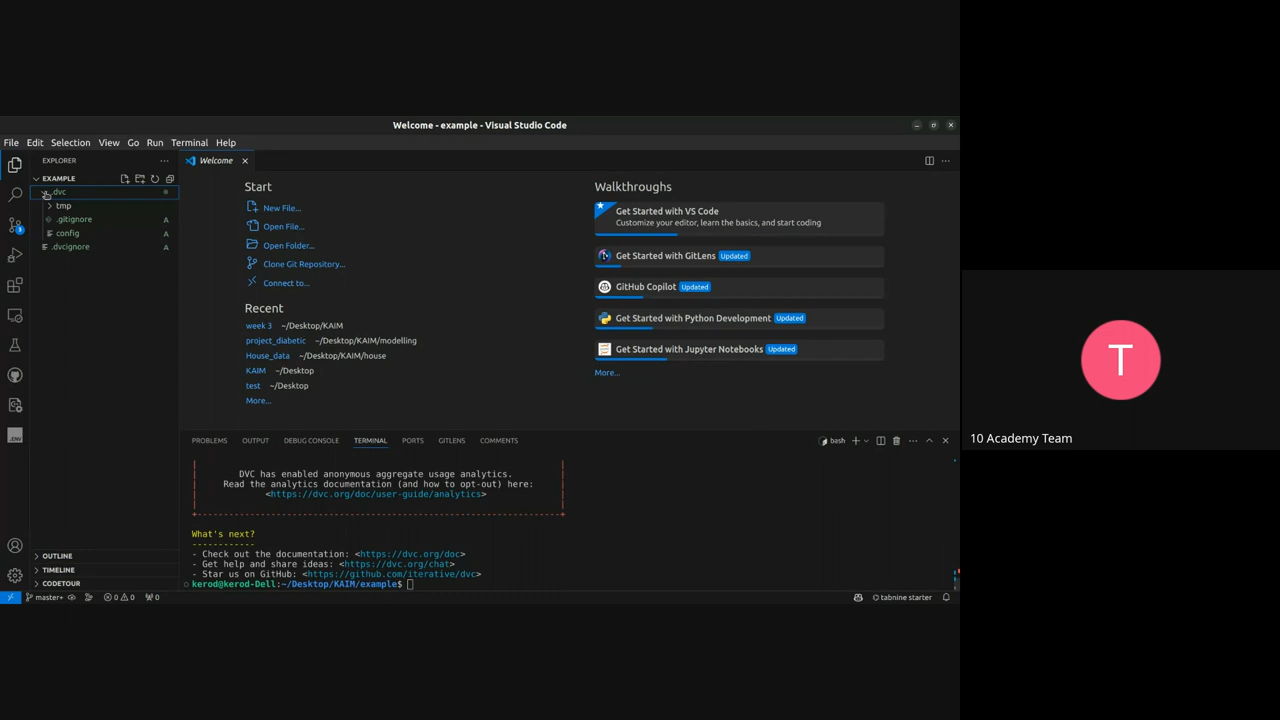 Welcome - example - Visual Studio Code
File Edit Selection View Go Run Terminal Help
EXPLORER
EXAMPLE
.dvc
tmp
.gitignore A
config A
.dvcignore A
OUTLINE
TIMELINE
CODETOUR
3
.ENV
Welcome
Start
New File...
Open File...
Open Folder...
Clone Git Repository...
Connect to...
Recent
week 3 ~/Desktop/KAIM
project_diabetic ~/Desktop/KAIM/modelling
House_data ~/Desktop/KAIM/house
KAIM ~/Desktop
test ~/Desktop
More...
Walkthroughs
Get Started with VS Code
Customize your editor, learn the basics, and start coding
Get Started with GitLens Updated
GitHub Copilot Updated
Get Started with Python Development Updated
Get Started with Jupyter Notebooks Updated
More...
PROBLEMS OUTPUT DEBUG CONSOLE TERMINAL PORTS GITLENS COMMENTS
bash
DVC has enabled anonymous aggregate usage analytics.
Read the analytics documentation (and how to opt-out) here:
<https://dvc.org/doc/user-guide/analytics>
What's next?
------------
- Check out the documentation: <https://dvc.org/doc>
- Get help and share ideas: <https://dvc.org/chat>
- Star us on GitHub: <https://github.com/iterative/dvc>
kerod@kerod-Dell:~/Desktop/KAIM/example$
master+ 0 0 0 tabnine starter
T
10 Academy Team